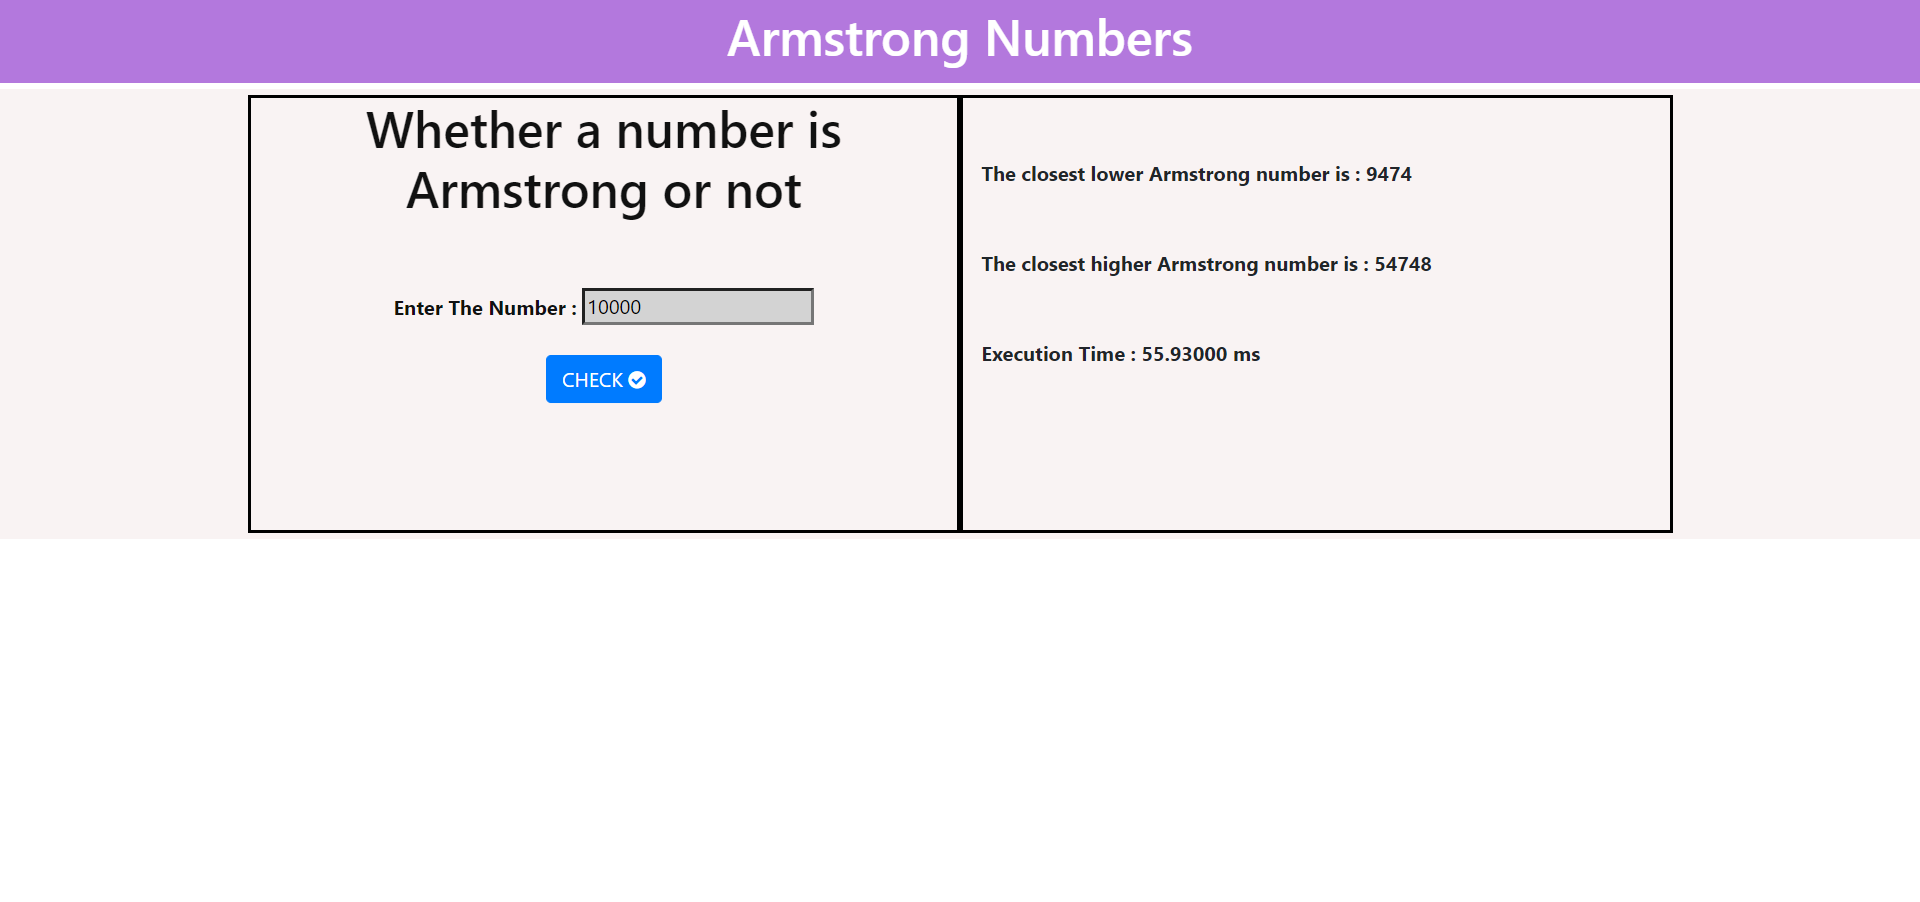 Armstrong Numbers
Whether a number is
Armstrong or not
Enter The Number : 10000
CHECK
The closest lower Armstrong number is : 9474
The closest higher Armstrong number is : 54748
Execution Time : 55.93000 ms